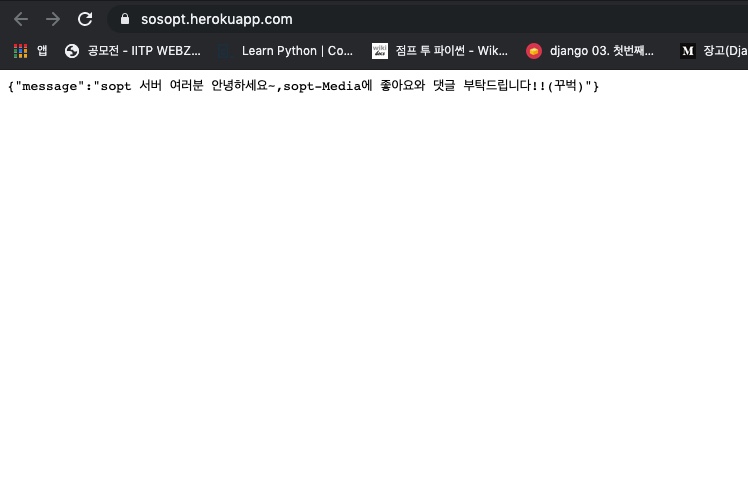 sosopt.herokuapp.com
앱 공모전 - IITP WEBZ... Learn Python | Co... wiki docs 점프 투 파이썬 - Wik... django 03. 첫번째... M 장고(Dja
{"message":"sopt 서버 여러분 안녕하세요~,sopt-Media에 좋아요와 댓글 부탁드립니다!!(꾸벅)"}